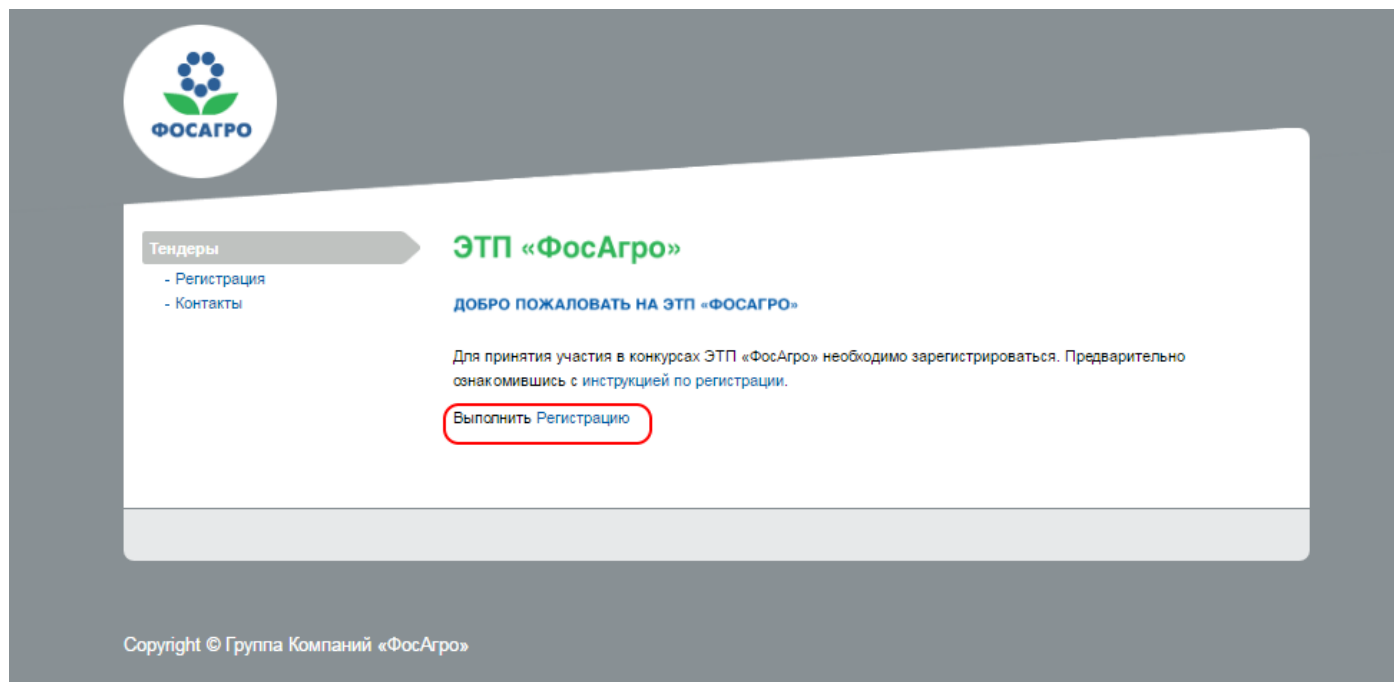 ФОСАГРО
Тендеры
- Регистрация
- Контакты
ЭТП «ФосАгро»
ДОБРО ПОЖАЛОВАТЬ НА ЭТП «ФОСАГРО»
Для принятия участия в конкурсах ЭТП «ФосАгро» необходимо зарегистрироваться. Предварительно
ознакомившись с инструкцией по регистрации.
Выполнить Регистрацию
Copyright © Группа Компаний «ФосАгро»